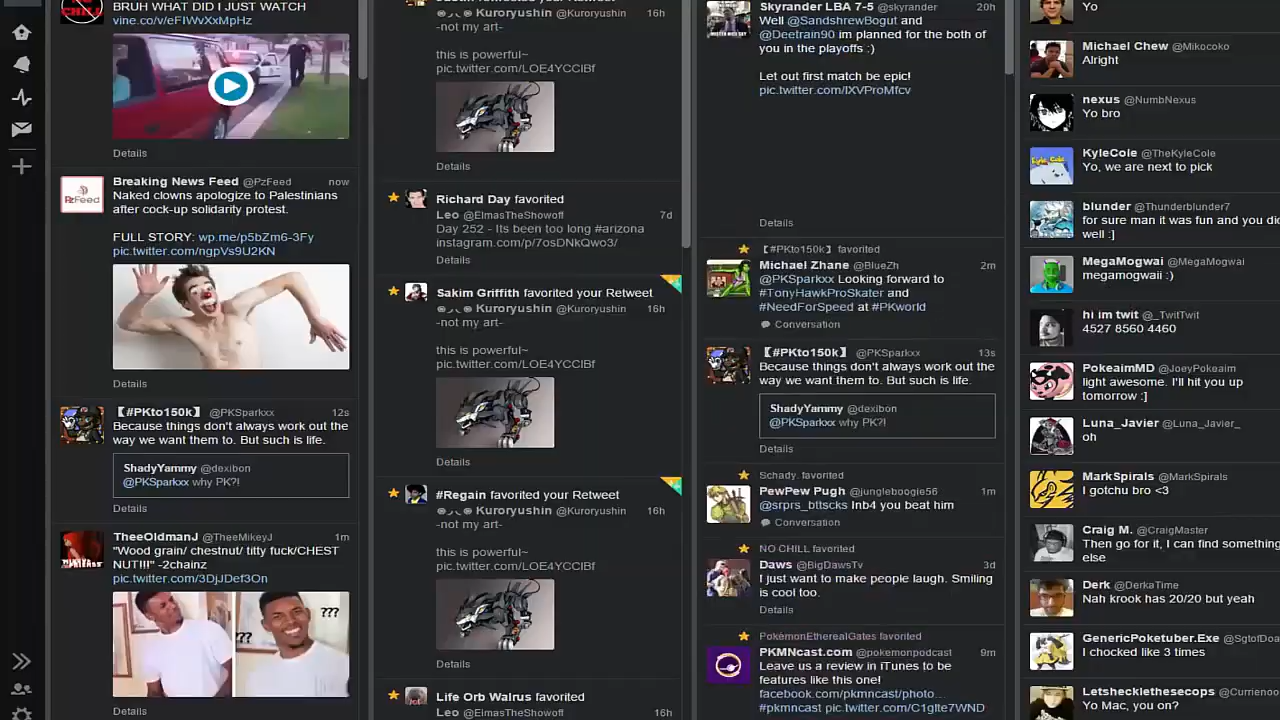 BRUH WHAT DID I JUST WATCH
vine.co/v/eFIWvXxMpHz
Details
Breaking News Feed @PzFeed now
Naked clowns apologize to Palestinians
after cock-up solidarity protest.
FULL STORY: wp.me/p5bZm6-3Fy
pic.twitter.com/ngpVs9U2KN
Details
【#PKto150k】 @PKSparkxx 12s
Because things don't always work out the
way we want them to. But such is life.
ShadyYammy @dexibon
@PKSparkxx why PK?!
Details
TheeOldmanJ @TheeMikeyJ 1m
"Wood grain/ chestnut/ titty fuck/CHEST
NUT!!!" -2chainz
pic.twitter.com/3DjJDef3On
???
??
Details
Kuroryushin @Kuroryushin 16h
-not my art-
this is powerful~
pic.twitter.com/LOE4YCCIBf
Details
Richard Day favorited
Leo @ElmasTheShowoff 7d
Day 252 - Its been too long #arizona
instagram.com/p/7osDNkQwo3/
Details
Sakim Griffith favorited your Retweet
Kuroryushin @Kuroryushin 16h
-not my art-
this is powerful~
pic.twitter.com/LOE4YCCIBf
Details
#Regain favorited your Retweet
Kuroryushin @Kuroryushin 16h
-not my art-
this is powerful~
pic.twitter.com/LOE4YCCIBf
Details
Life Orb Walrus favorited
Leo @ElmasTheShowoff 16h
Skyrander LBA 7-5 @skyrander 20h
Well @SandshrewBogut and
@Deetrain90 im planned for the both of
you in the playoffs :)
Let out first match be epic!
pic.twitter.com/IXVProMfcv
Details
【#PKto150k】 favorited
Michael Zhane @BlueZh 2m
@PKSparkxx Looking forward to
#TonyHawkProSkater and
#NeedForSpeed at #PKworld
Conversation
【#PKto150k】 @PKSparkxx 13s
Because things don't always work out the
way we want them to. But such is life.
ShadyYammy @dexibon
@PKSparkxx why PK?!
Details
Schady. favorited
PewPew Pugh @jungleboogie56 1m
@srprs_bttscks Inb4 you beat him
Conversation
NO CHILL favorited
Daws @BigDawsTv 3d
I just want to make people laugh. Smiling
is cool too.
Details
PokémonEtherealGates favorited
PKMNcast.com @pokemonpodcast 9m
Leave us a review in iTunes to be
features like this one!
facebook.com/pkmncast/photo…
#pkmncast pic.twitter.com/C1gIte7WND
Yo
Michael Chew @Mikocoko
Alright
nexus @NumbNexus
Yo bro
KyleCole @TheKyleCole
Yo, we are next to pick
blunder @Thunderblunder7
for sure man it was fun and you did
well :]
MegaMogwai @MegaMogwai
megamogwaii :)
hi im twit @_TwitTwit
4527 8560 4460
PokeaimMD @JoeyPokeaim
light awesome. I'll hit you up
tomorrow :]
Luna_Javier @Luna_Javier_
oh
MarkSpirals @MarkSpirals
I gotchu bro <3
Craig M. @CraigMaster
Then go for it, I can find something
else
Derk @DerkaTime
Nah krook has 20/20 but yeah
GenericPoketuber.Exe @SgtofDoa
I chocked like 3 times
Letsschecklethesecops @Curnenoc
Yo Mac, you on?